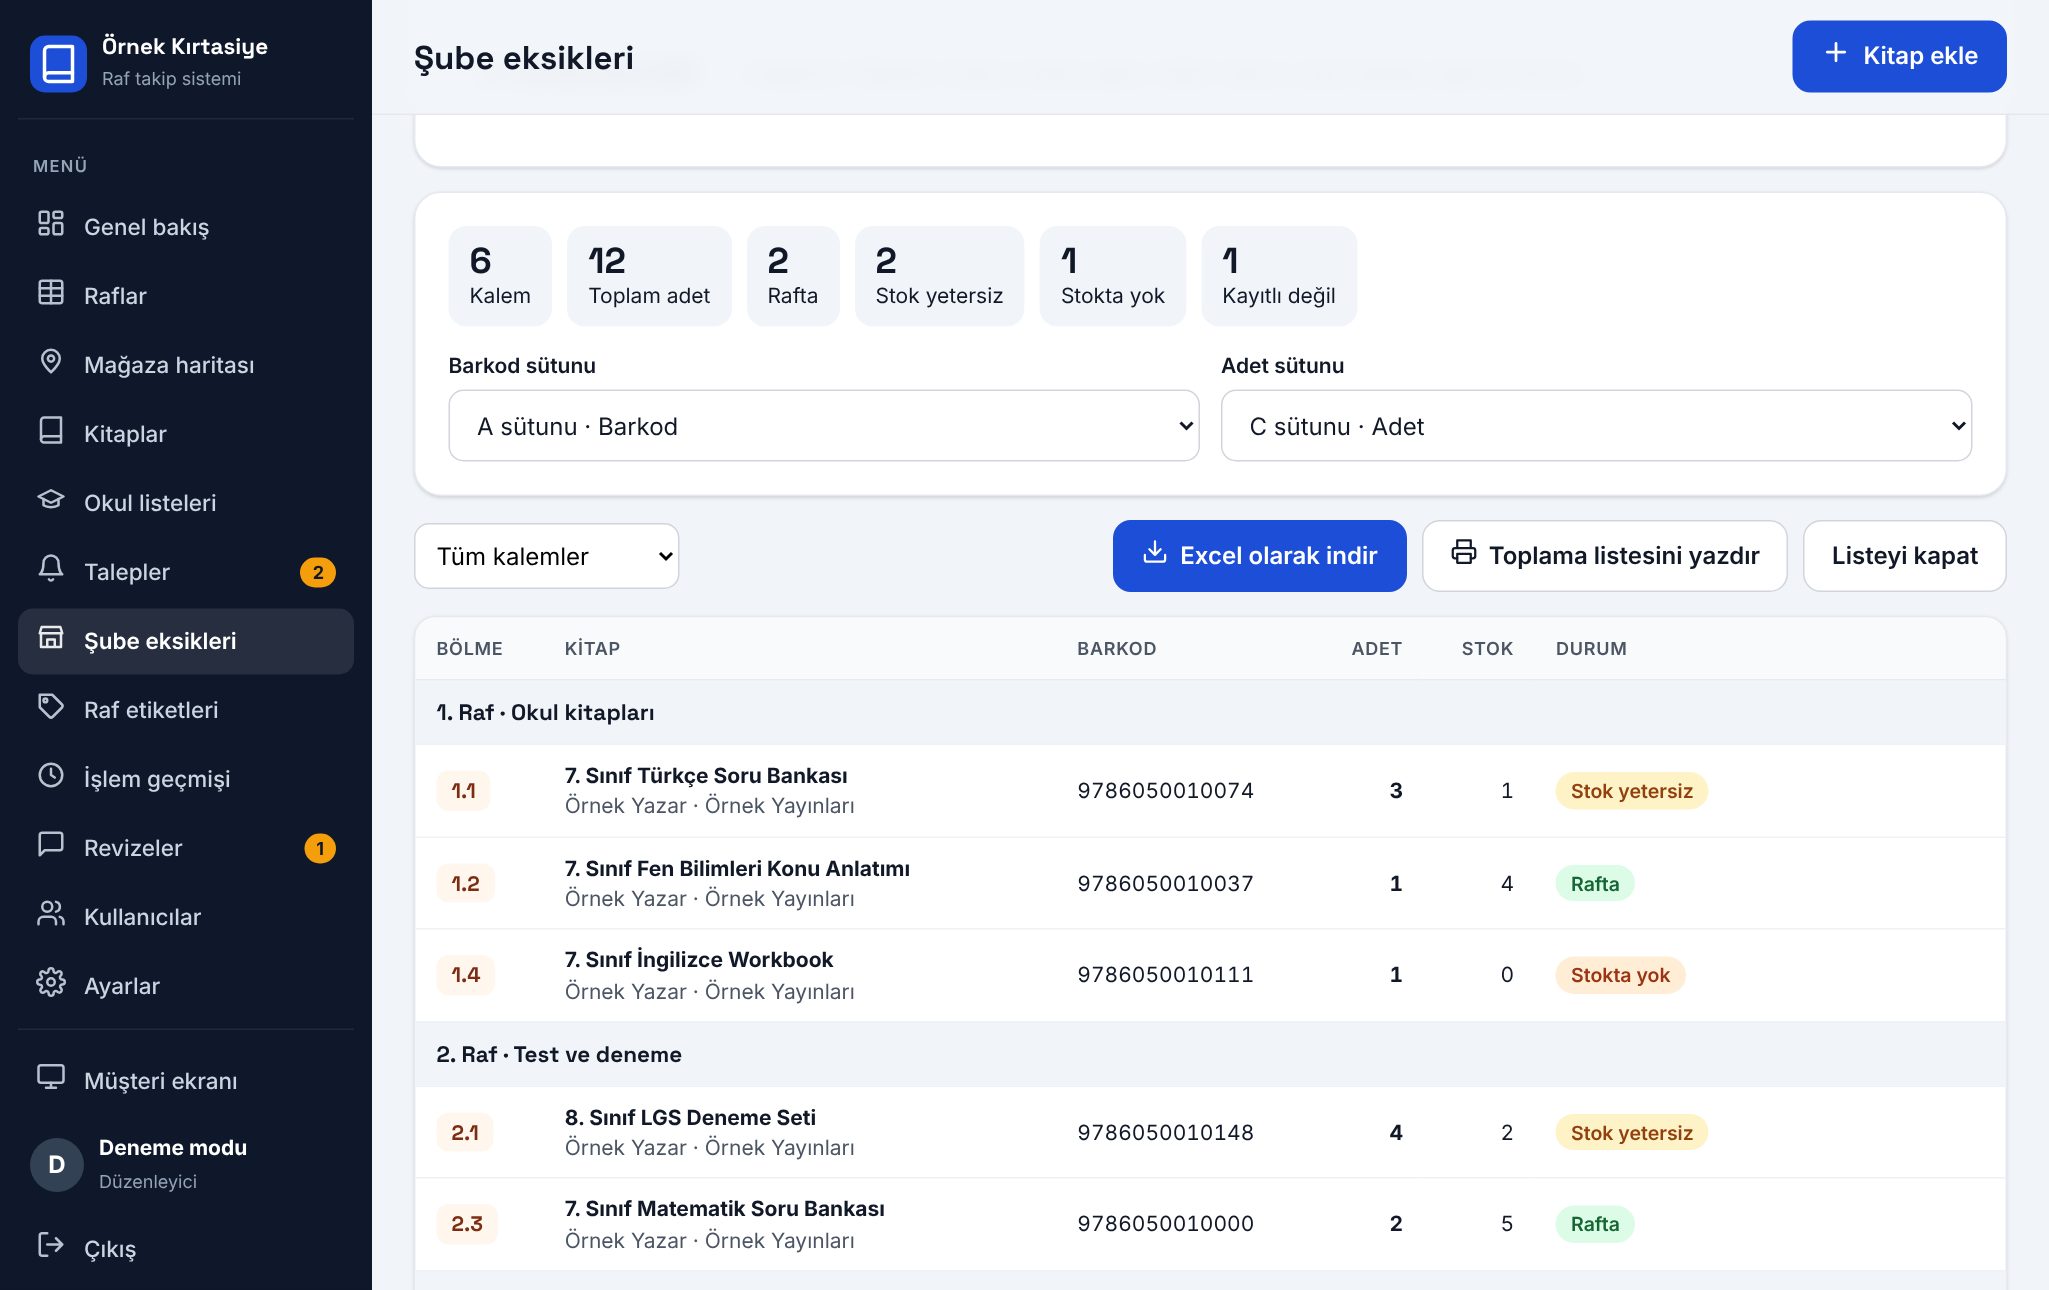 Örnek Kırtasiye
Raf takip sistemi
MENÜ
Genel bakış
Raflar
Mağaza haritası
Kitaplar
Okul listeleri
Talepler 2
Şube eksikleri
Raf etiketleri
İşlem geçmişi
Revizeler 1
Kullanıcılar
Ayarlar
Müşteri ekranı
D
Deneme modu
Düzenleyici
Çıkış
Şube eksikleri
Kitap ekle
6 12 2 2 1 1
Kalem Toplam adet Rafta Stok yetersiz Stokta yok Kayıtlı değil
Barkod sütunu Adet sütunu
A sütunu · Barkod C sütunu · Adet
Tüm kalemler Excel olarak indir Toplama listesini yazdır Listeyi kapat
BÖLME KİTAP BARKOD ADET STOK DURUM
1. Raf · Okul kitapları
1.1 7. Sınıf Türkçe Soru Bankası 9786050010074 3 1 Stok yetersiz
Örnek Yazar · Örnek Yayınları
1.2 7. Sınıf Fen Bilimleri Konu Anlatımı 9786050010037 1 4 Rafta
Örnek Yazar · Örnek Yayınları
1.4 7. Sınıf İngilizce Workbook 9786050010111 1 0 Stokta yok
Örnek Yazar · Örnek Yayınları
2. Raf · Test ve deneme
2.1 8. Sınıf LGS Deneme Seti 9786050010148 4 2 Stok yetersiz
Örnek Yazar · Örnek Yayınları
2.3 7. Sınıf Matematik Soru Bankası 9786050010000 2 5 Rafta
Örnek Yazar · Örnek Yayınları